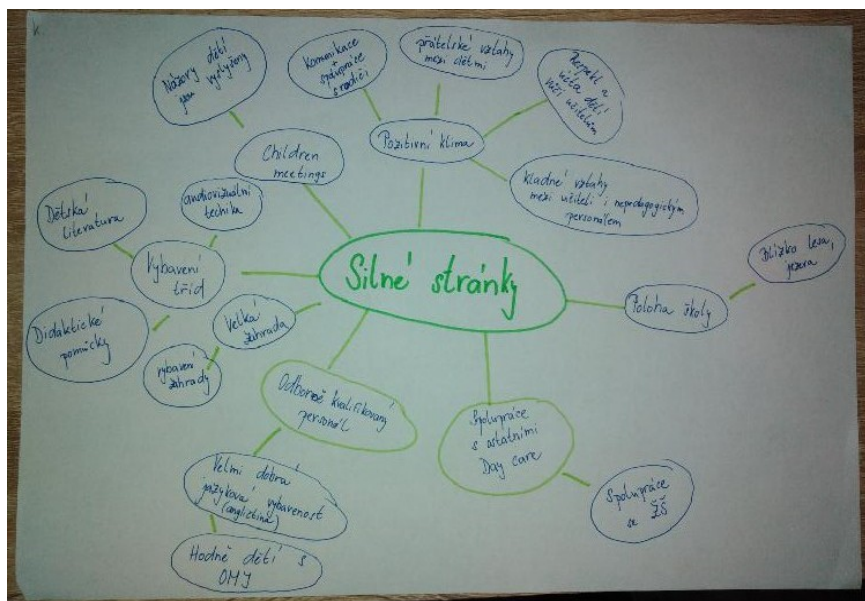 Názory dětí
jsou vyslyšeny
Komunikace
+
spolupráce
s rodiči
přátelské vztahy
mezi dětmi
Respekt a
úcta dětí
vůči učitelům
Children
meetings
Pozitivní klima
kladné vztahy
mezi učiteli i nepedagogickým
personálem
Dětská
literatura
audiovizuální
technika
Vybavení
tříd
Didaktické
pomůcky
Silné stránky
Velká
zahrada
vybavení
zahrady
Poloha školy
Blízko lesa,
jezera
Odborně kvalifikovaný
personál
Velmi dobrá
jazyková vybavenost
(angličtina)
Hodně dětí s
OMJ
Spolupráce
s ostatními
Day care
Spolupráce
se ZŠ